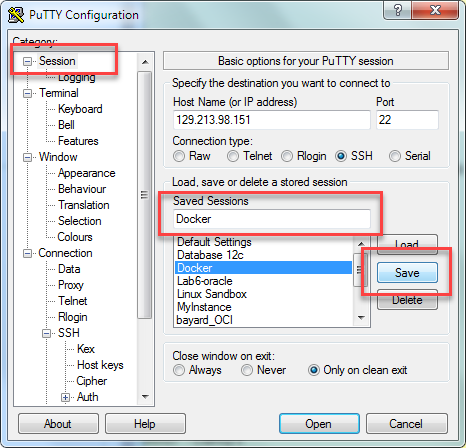 PuTTY Configuration
Category:
Session
Logging
Terminal
Keyboard
Bell
Features
Window
Appearance
Behaviour
Translation
Selection
Colours
Connection
Data
Proxy
Telnet
Rlogin
SSH
Kex
Host keys
Cipher
Auth
Basic options for your PuTTY session
Specify the destination you want to connect to
Host Name (or IP address) Port
129.213.98.151 22
Connection type:
Raw Telnet Rlogin SSH Serial
Load, save or delete a stored session
Saved Sessions
Docker
Default Settings
Database 12c
Docker
Lab6-oracle
Linux Sandbox
MyInstance
bayard_OCI
Load
Save
Delete
Close window on exit:
Always Never Only on clean exit
About Help Open Cancel